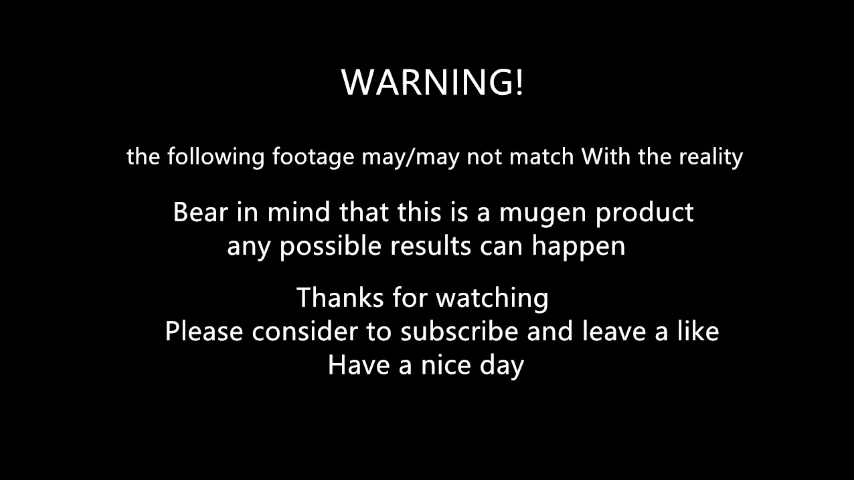 WARNING!
the following footage may/may not match With the reality
Bear in mind that this is a mugen product
any possible results can happen
Thanks for watching
Please consider to subscribe and leave a like
Have a nice day